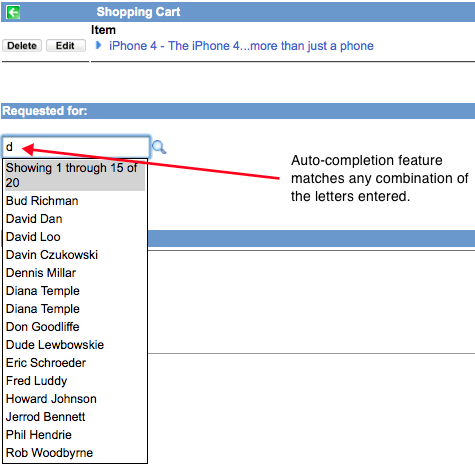 Shopping Cart
Item
Delete Edit iPhone 4 - The iPhone 4...more than just a phone
Requested for:
d
Showing 1 through 15 of
20
Bud Richman
David Dan
David Loo
Davin Czukowski
Dennis Millar
Diana Temple
Diana Temple
Don Goodliffe
Dude Lewbowskie
Eric Schroeder
Fred Luddy
Howard Johnson
Jerrod Bennett
Phil Hendrie
Rob Woodbyrne
Auto-completion feature
matches any combination of
the letters entered.